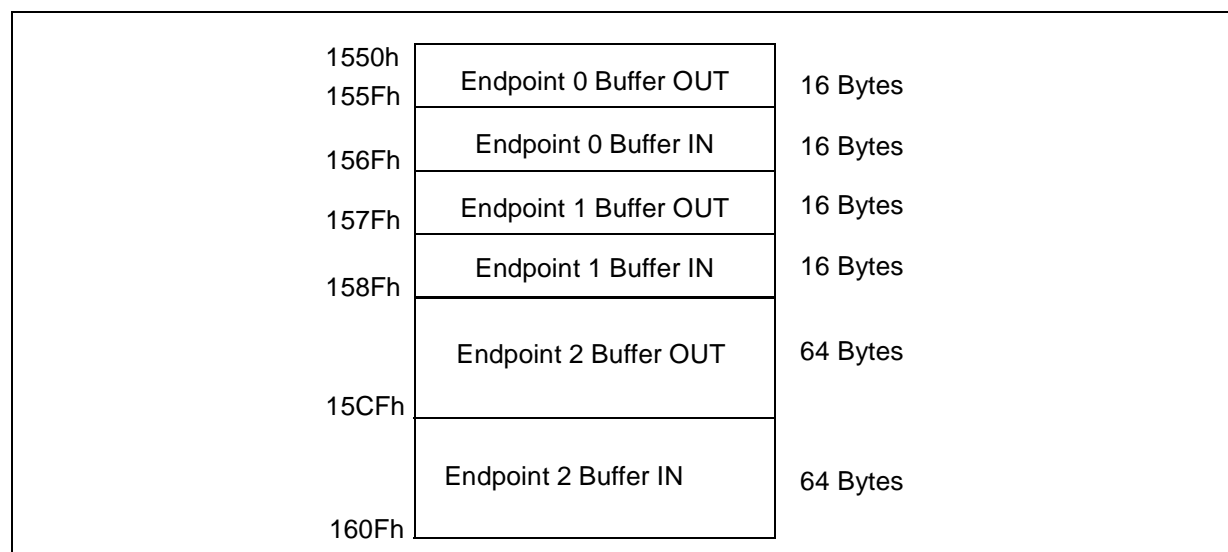 1550h
Endpoint 0 Buffer OUT
16 Bytes
155Fh
Endpoint 0 Buffer IN
16 Bytes
156Fh
Endpoint 1 Buffer OUT
16 Bytes
157Fh
Endpoint 1 Buffer IN
16 Bytes
158Fh
Endpoint 2 Buffer OUT
64 Bytes
15CFh
Endpoint 2 Buffer IN
64 Bytes
160Fh